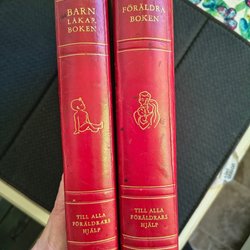 BARN
LÄKAR
BOKEN
TILL ALLA
FÖRÄLDRARS
HJÄLP
FÖRÄLDRA
BOKEN
TILL ALLA
FÖRÄLDRARS
HJÄLP